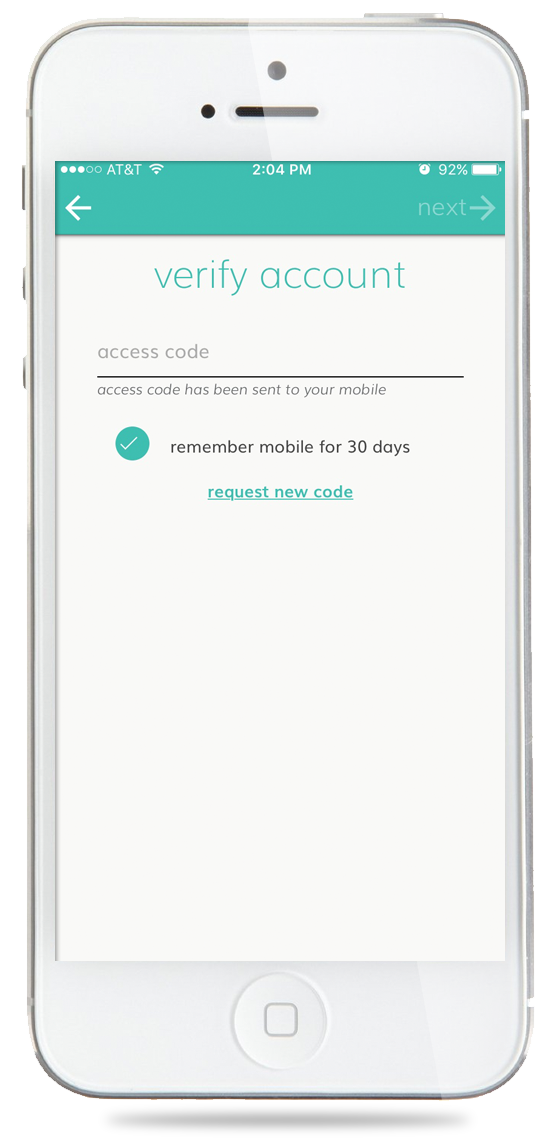 AT&T 2:04 PM 92%
next
verify account
access code
access code has been sent to your mobile
remember mobile for 30 days
request new code